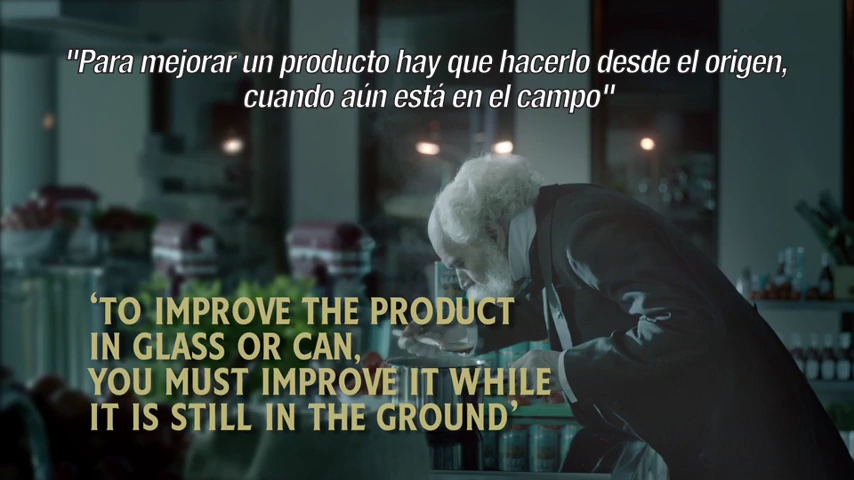 "Para mejorar un producto hay que hacerlo desde el origen,
cuando aún está en el campo"
‘TO IMPROVE THE PRODUCT
IN GLASS OR CAN,
YOU MUST IMPROVE IT WHILE
IT IS STILL IN THE GROUND’